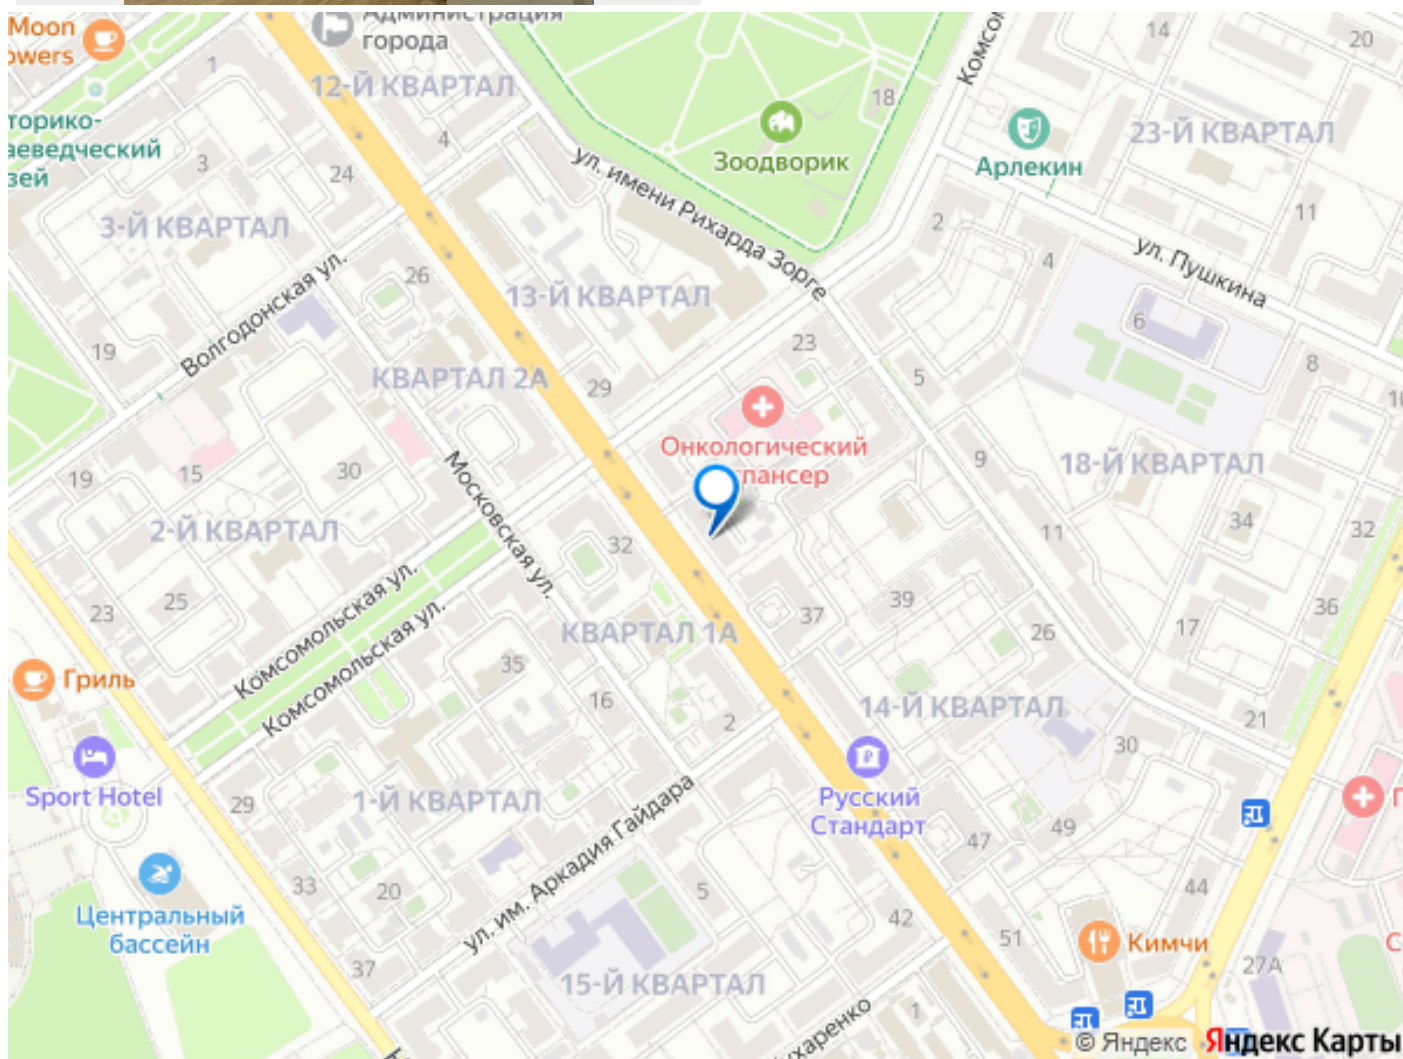 Moon
Администрация
города
12-Й КВАРТАЛ
14
20
Комсо
1
4
18
Зоодворик
Арлекин
23-Й КВАРТАЛ
3
24
ул. имени Рихарда Зорге
3-Й КВАРТАЛ
2
11
4
ул. Пушкина
26
13-Й КВАРТАЛ
Волгодонская ул.
6
19
23
8
КВАРТАЛ 2А
29
5
Онкологический
19
15
30
Московская ул.
9
18-Й КВАРТАЛ
2-Й КВАРТАЛ
32
11
34
32
23
25
Комсомольская ул.
Комсомольская ул.
37
39
36
КВАРТАЛ 1А
26
17
Гриль
35
16
2
14-Й КВАРТАЛ
21
30
Sport Hotel
29
1-Й КВАРТАЛ
ул. им. Аркадия Гайдара
Русский
Стандарт
47
49
33
20
5
44
Центральный
бассейн
42
51
Кимчи
37
15-Й КВАРТАЛ
27А
1
© Яндекс Яндекс Карты